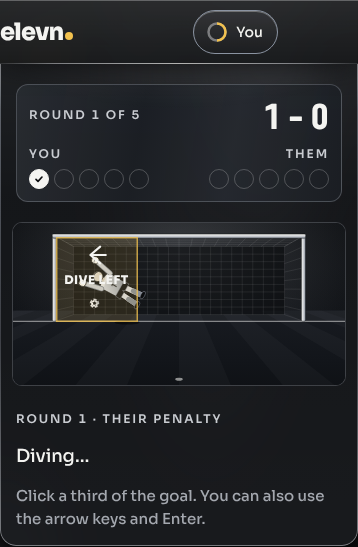 elevn.
You
ROUND 1 OF 5
1 - 0
YOU
THEM
DIVE LEFT
ROUND 1 · THEIR PENALTY
Diving...
Click a third of the goal. You can also use
the arrow keys and Enter.